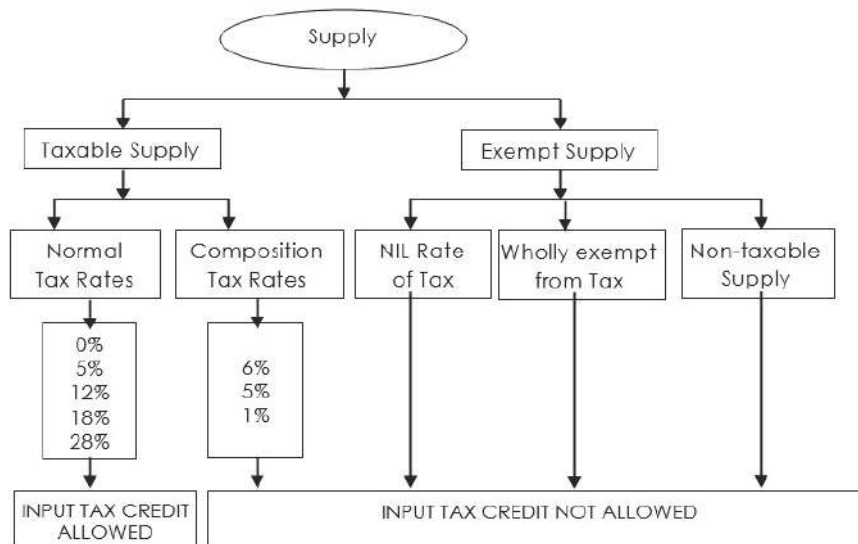 Supply
Taxable Supply
Exempt Supply
Normal
Tax Rates
Composition
Tax Rates
NIL Rate
of Tax
Wholly exempt
from Tax
Non-taxable
Supply
0%
5%
12%
18%
28%
6%
5%
1%
INPUT TAX CREDIT
ALLOWED
INPUT TAX CREDIT NOT ALLOWED